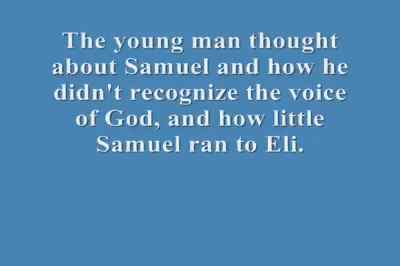 The young man thought
about Samuel and how he
didn't recognize the voice
of God, and how little
Samuel ran to Eli.